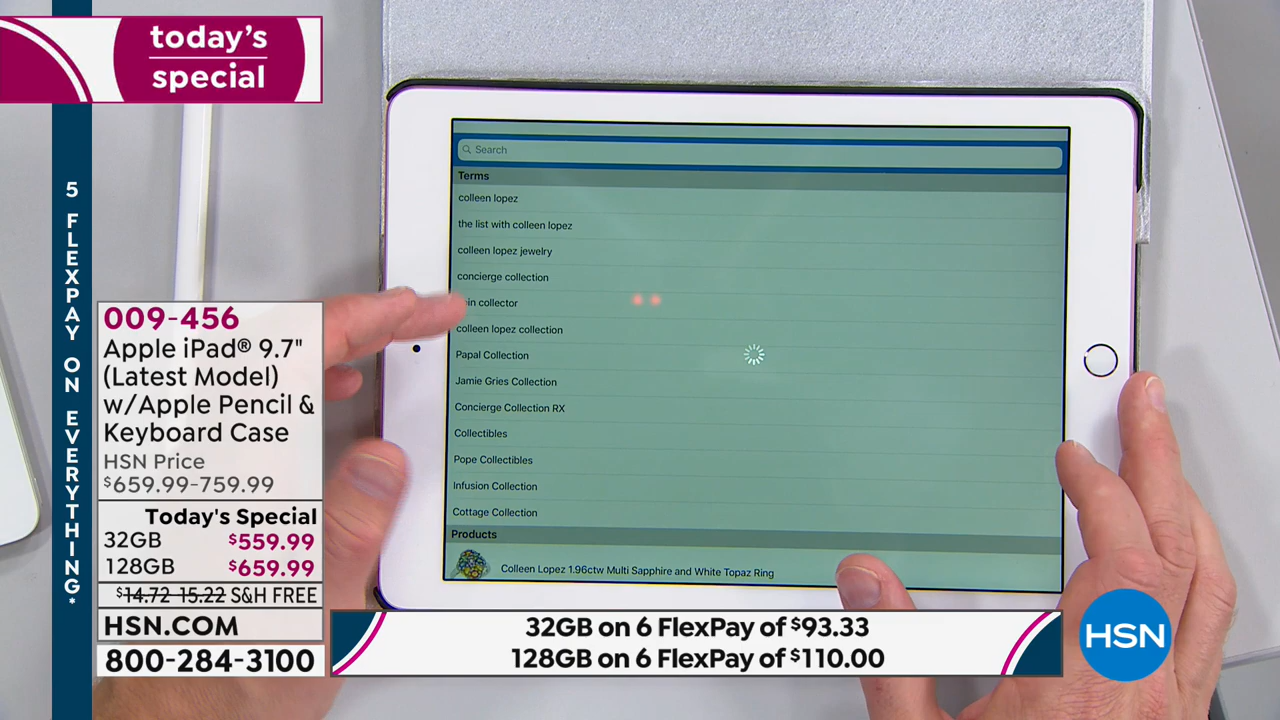 today's
special
5 FLEXPAY ON EVERYTHING*
009-456
Apple iPad® 9.7"
(Latest Model)
w/Apple Pencil &
Keyboard Case
HSN Price
$659.99-759.99
Today's Special
32GB $559.99
128GB $659.99
$14.72-15.22 S&H FREE
HSN.COM
800-284-3100
Search
Terms
colleen lopez
the list with colleen lopez
colleen lopez jewelry
concierge collection
in collector
colleen lopez collection
Papal Collection
Jamie Gries Collection
Concierge Collection RX
Collectibles
Pope Collectibles
Infusion Collection
Cottage Collection
Products
Colleen Lopez 1.96ctw Multi Sapphire and White Topaz Ring
32GB on 6 FlexPay of $93.33
128GB on 6 FlexPay of $110.00
HSN